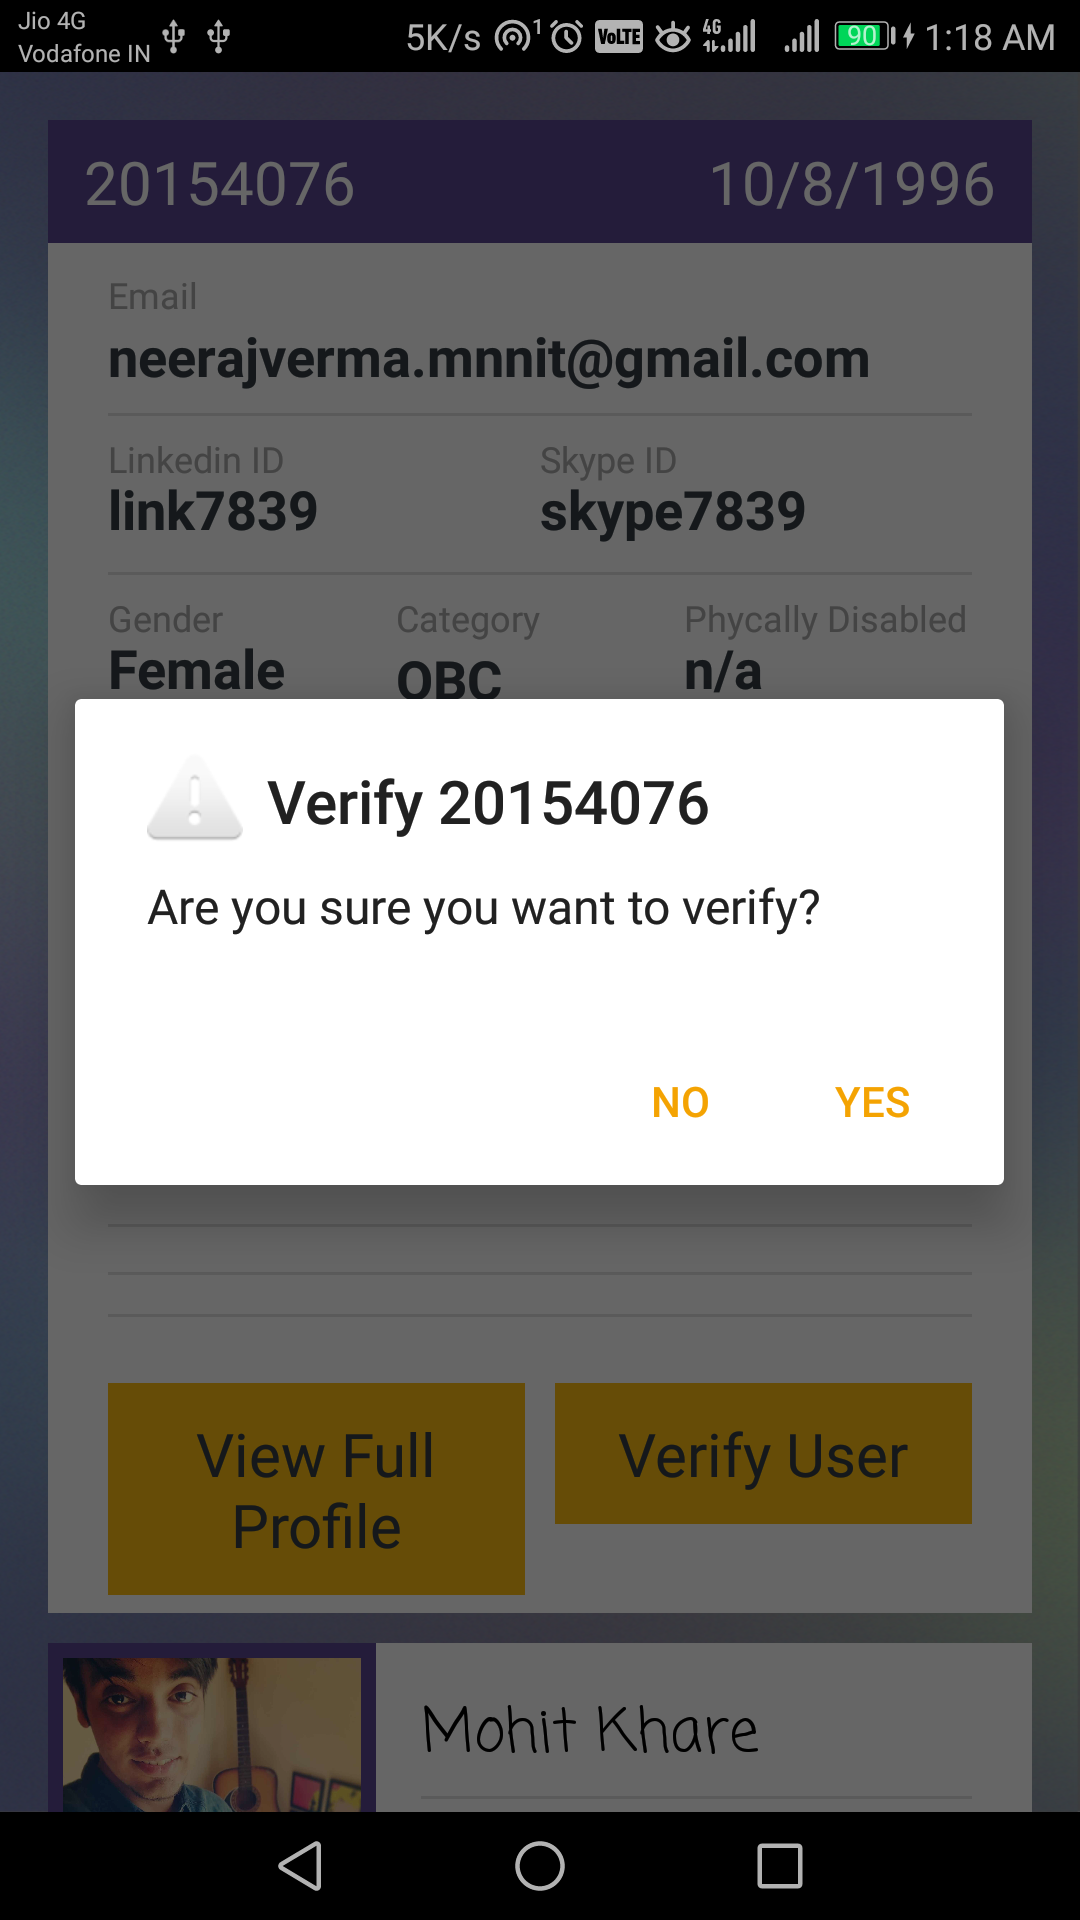 Jio 4G
Vodafone IN
5K/s 1 VoLTE 4G 90 1:18 AM
20154076 10/8/1996
Email
neerajverma.mnnit@gmail.com
Linkedin ID Skype ID
link7839 skype7839
Gender Category Phycally Disabled
Female OBC n/a
Verify 20154076
Are you sure you want to verify?
NO YES
View Full
Profile
Verify User
Mohit Khare